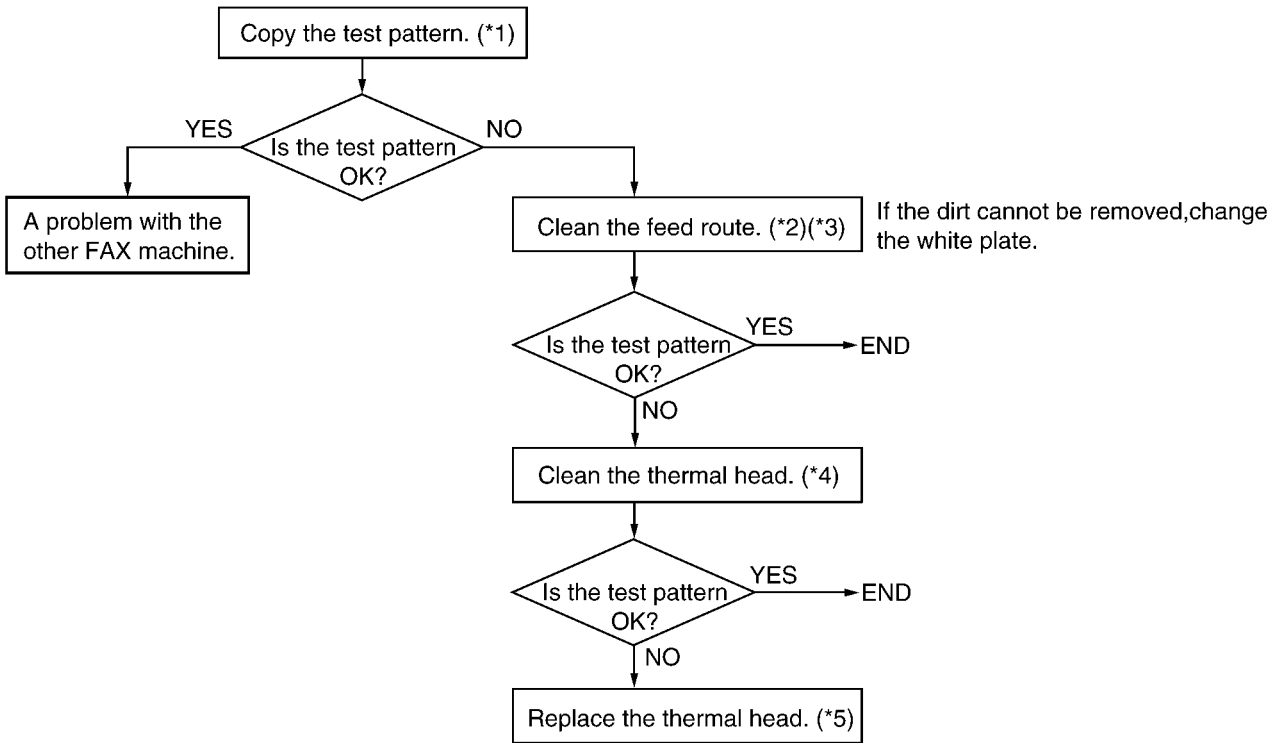 Copy the test pattern. (*1)
YES
NO
Is the test pattern
OK?
A problem with the
other FAX machine.
Clean the feed route. (*2)(*3)
If the dirt cannot be removed,change
the white plate.
Is the test pattern
OK?
YES
END
NO
Clean the thermal head. (*4)
Is the test pattern
OK?
YES
END
NO
Replace the thermal head. (*5)